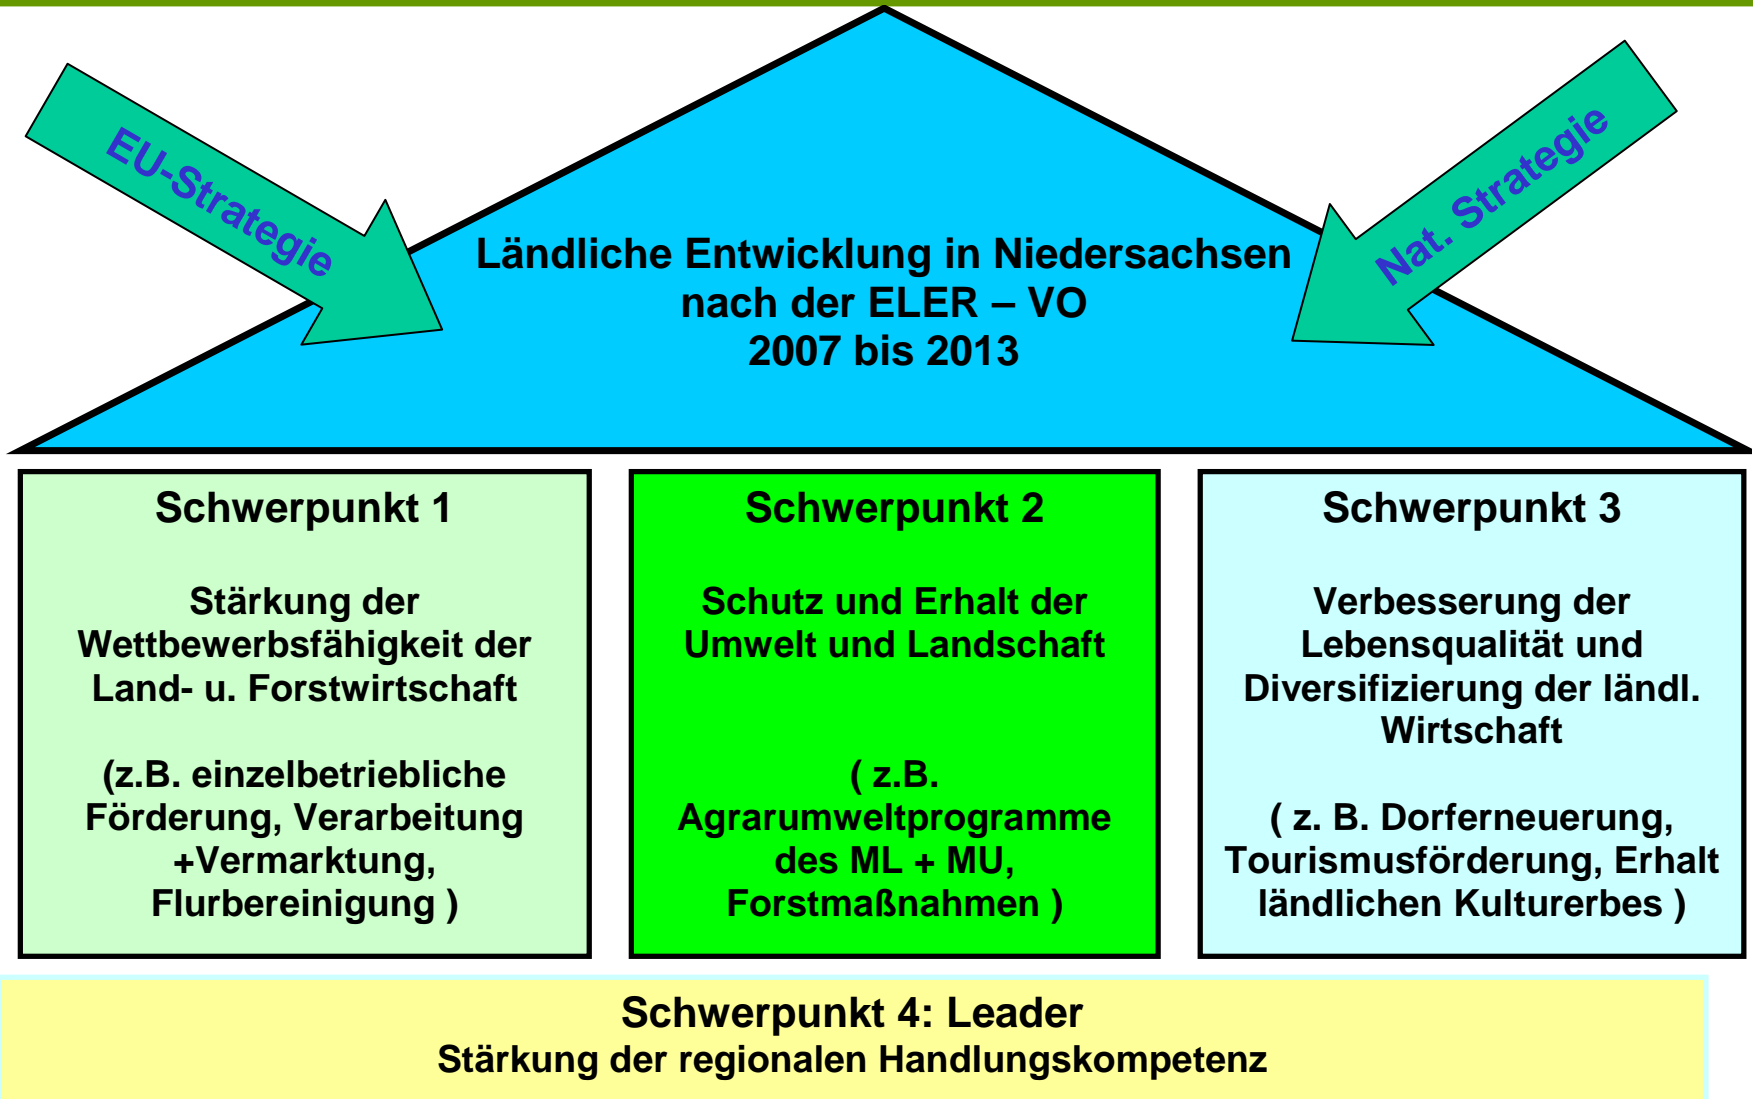 EU-Strategie
Nat. Strategie
Ländliche Entwicklung in Niedersachsen
nach der ELER – VO
2007 bis 2013
Schwerpunkt 1
Stärkung der
Wettbewerbsfähigkeit der
Land- u. Forstwirtschaft
(z.B. einzelbetriebliche
Förderung, Verarbeitung
+Vermarktung,
Flurbereinigung )
Schwerpunkt 2
Schutz und Erhalt der
Umwelt und Landschaft
( z.B.
Agrarumweltprogramme
des ML + MU,
Forstmaßnahmen )
Schwerpunkt 3
Verbesserung der
Lebensqualität und
Diversifizierung der ländl.
Wirtschaft
( z. B. Dorferneuerung,
Tourismusförderung, Erhalt
ländlichen Kulturerbes )
Schwerpunkt 4: Leader
Stärkung der regionalen Handlungskompetenz